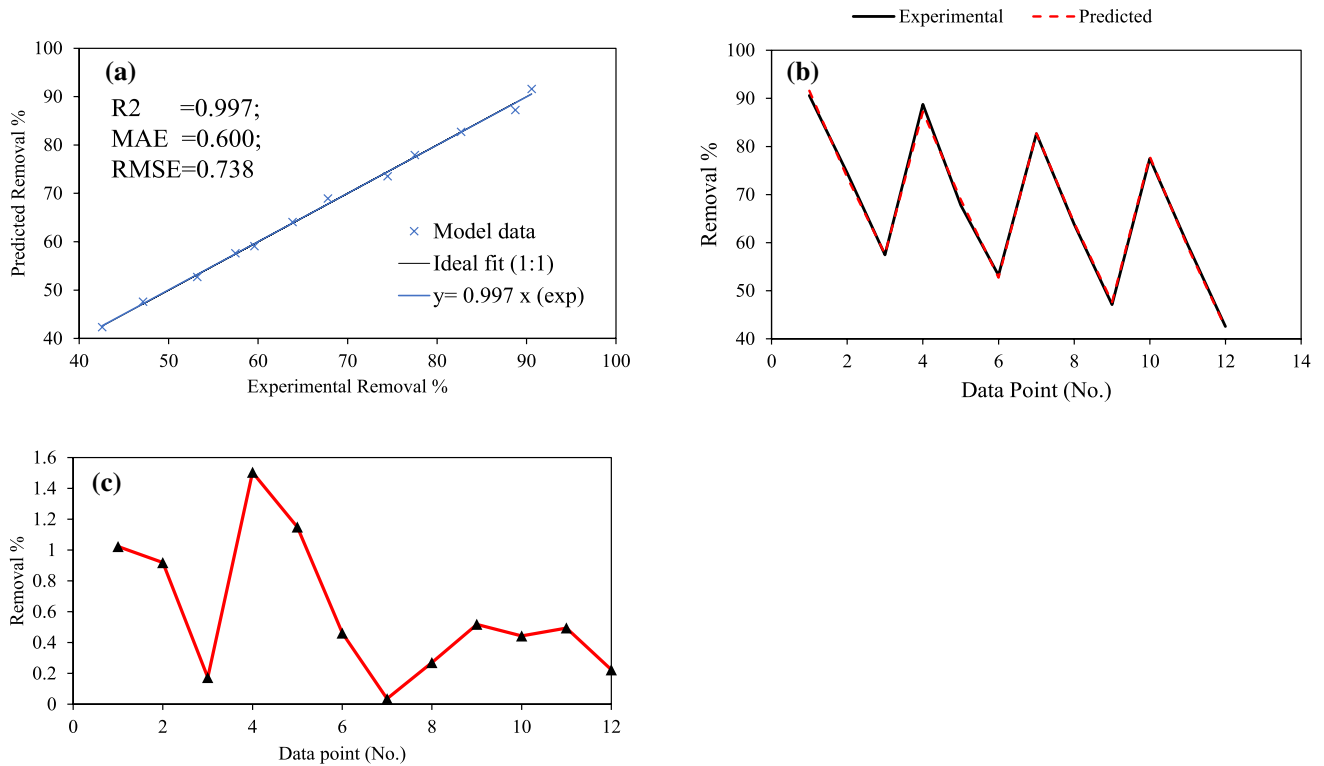 (a)
R2 =0.997;
MAE =0.600;
RMSE=0.738
Model data
Ideal fit (1:1)
y= 0.997 x (exp)
100
90
80
70
60
50
40
40 50 60 70 80 90 100
Predicted Removal %
Experimental Removal %
Experimental Predicted
(b)
100
90
80
70
60
50
40
0 2 4 6 8 10 12 14
Removal %
Data Point (No.)
(c)
1.6
1.4
1.2
1
0.8
0.6
0.4
0.2
0
0 2 4 6 8 10 12
Removal %
Data point (No.)